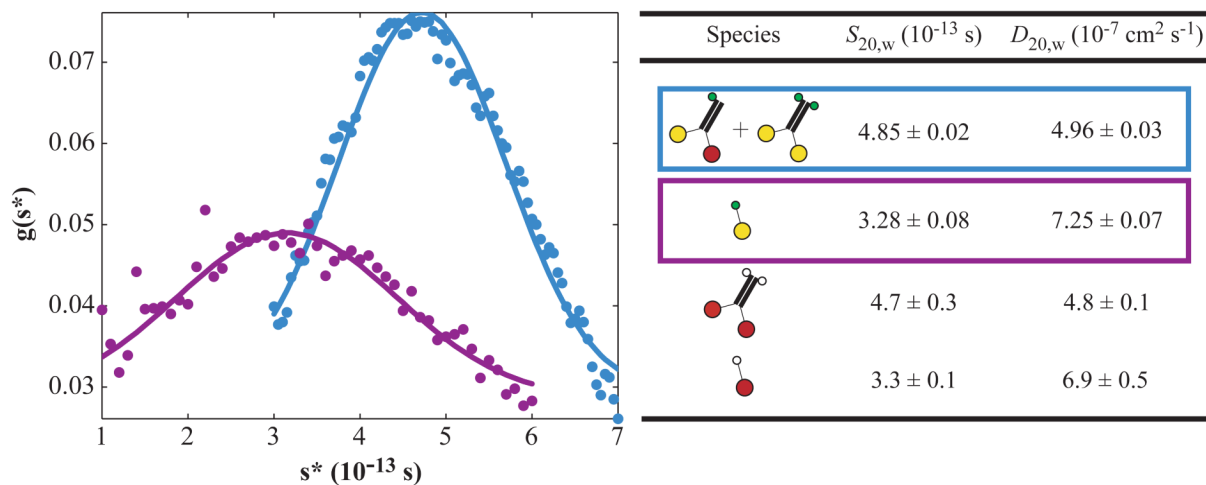 0.07
0.06
0.05
0.04
0.03
g(s*)
1 2 3 4 5 6 7
s* (10⁻¹³ s)
Species S₂₀,w (10⁻¹³ s) D₂₀,w (10⁻⁷ cm² s⁻¹)
+ 4.85 ± 0.02 4.96 ± 0.03
3.28 ± 0.08 7.25 ± 0.07
4.7 ± 0.3 4.8 ± 0.1
3.3 ± 0.1 6.9 ± 0.5